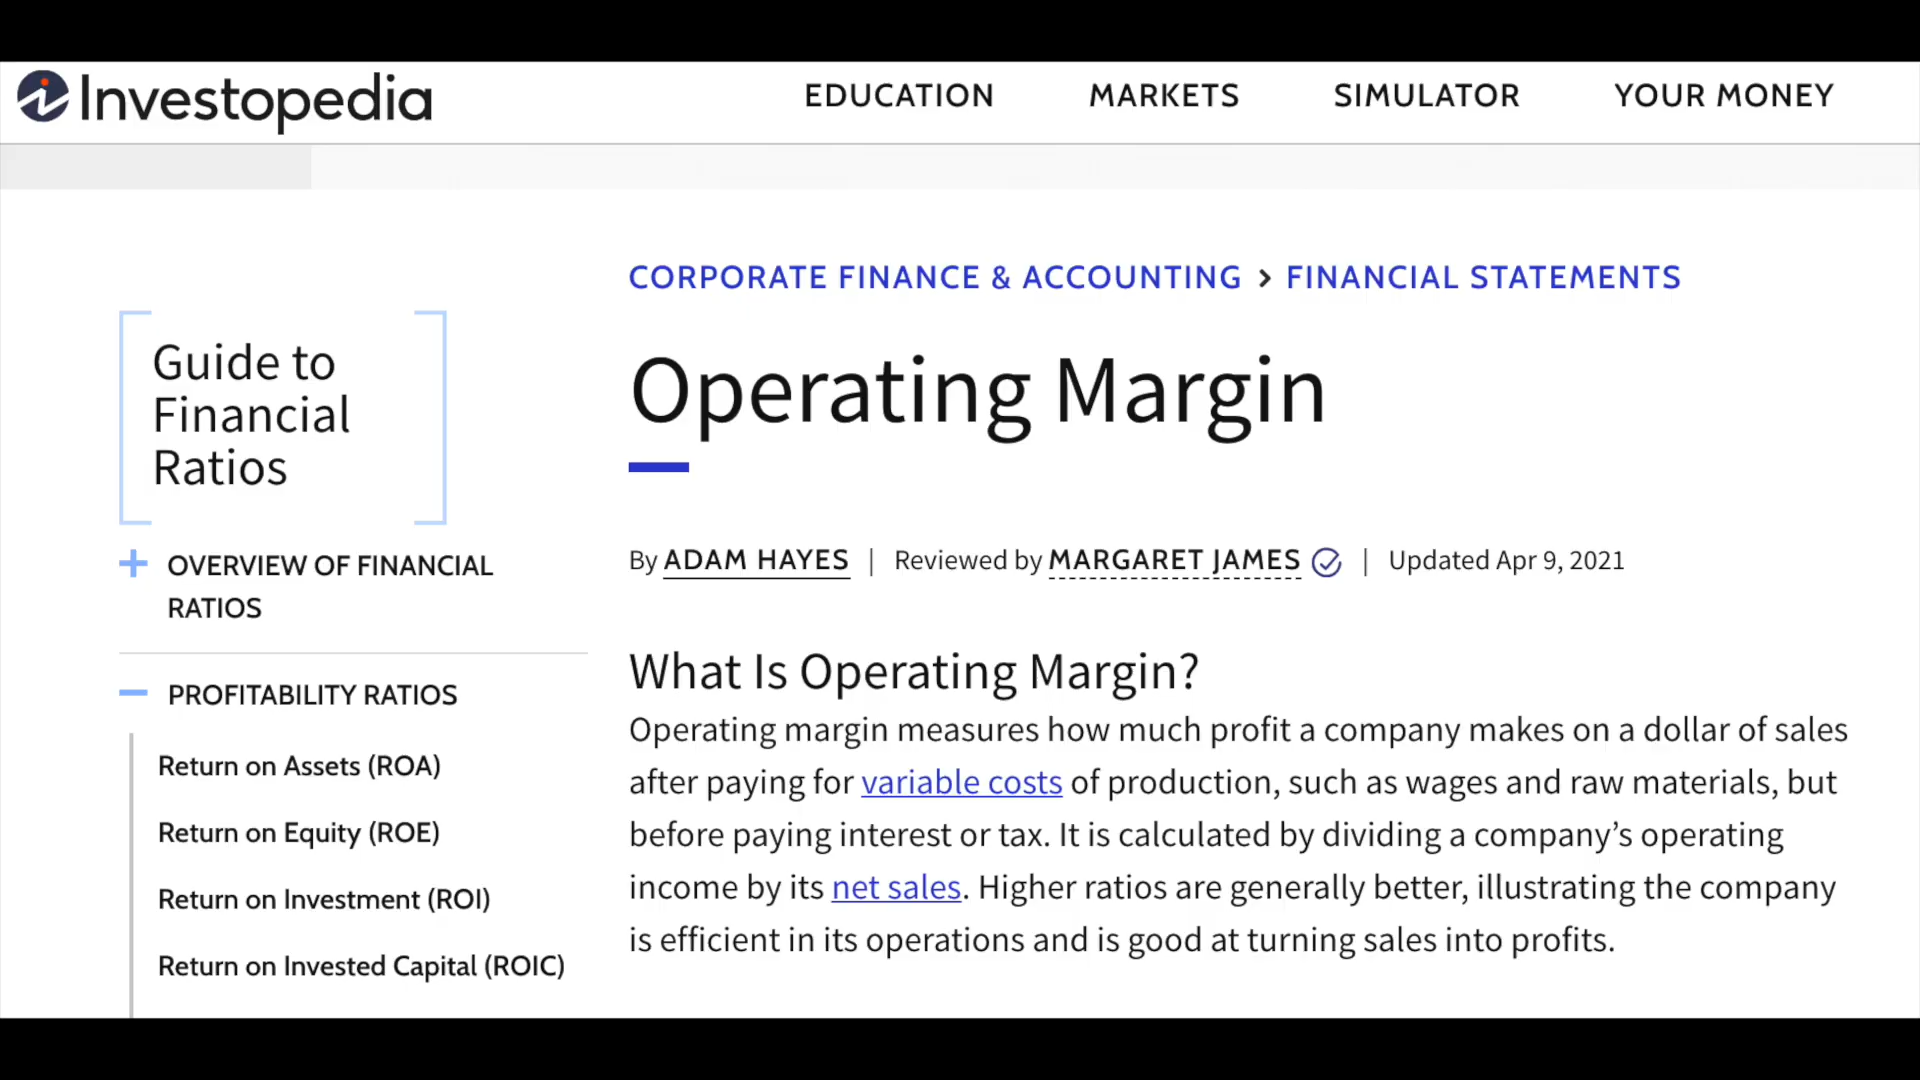 Investopedia
EDUCATION MARKETS SIMULATOR YOUR MONEY
CORPORATE FINANCE & ACCOUNTING > FINANCIAL STATEMENTS
Guide to
Financial
Ratios
+ OVERVIEW OF FINANCIAL
RATIOS
— PROFITABILITY RATIOS
Return on Assets (ROA)
Return on Equity (ROE)
Return on Investment (ROI)
Return on Invested Capital (ROIC)
Operating Margin
By ADAM HAYES | Reviewed by MARGARET JAMES | Updated Apr 9, 2021
What Is Operating Margin?
Operating margin measures how much profit a company makes on a dollar of sales
after paying for variable costs of production, such as wages and raw materials, but
before paying interest or tax. It is calculated by dividing a company’s operating
income by its net sales. Higher ratios are generally better, illustrating the company
is efficient in its operations and is good at turning sales into profits.